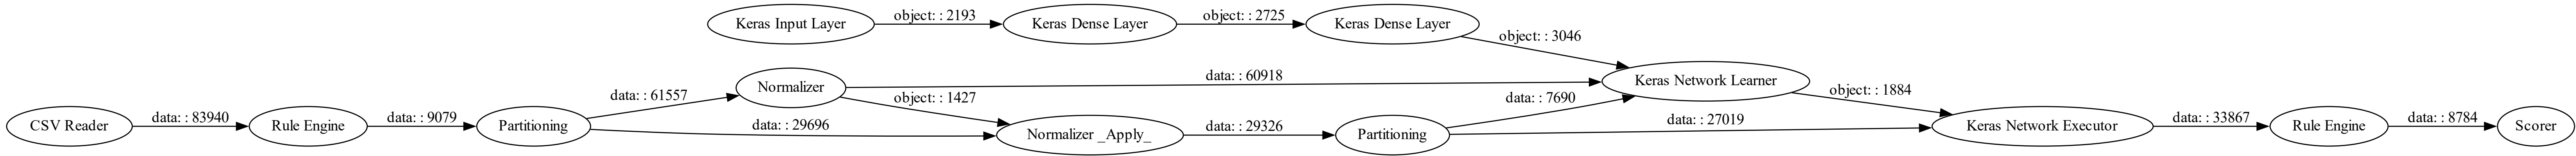 Keras Input Layer
object: : 2193
Keras Dense Layer
object: : 2725
Keras Dense Layer
object: : 3046
CSV Reader
data: : 83940
Rule Engine
data: : 9079
Partitioning
data: : 61557
Normalizer
data: : 60918
object: : 1427
data: : 29696
Normalizer _Apply_
data: : 29326
Partitioning
data: : 7690
Keras Network Learner
object: : 1884
data: : 27019
Keras Network Executor
data: : 33867
Rule Engine
data: : 8784
Scorer